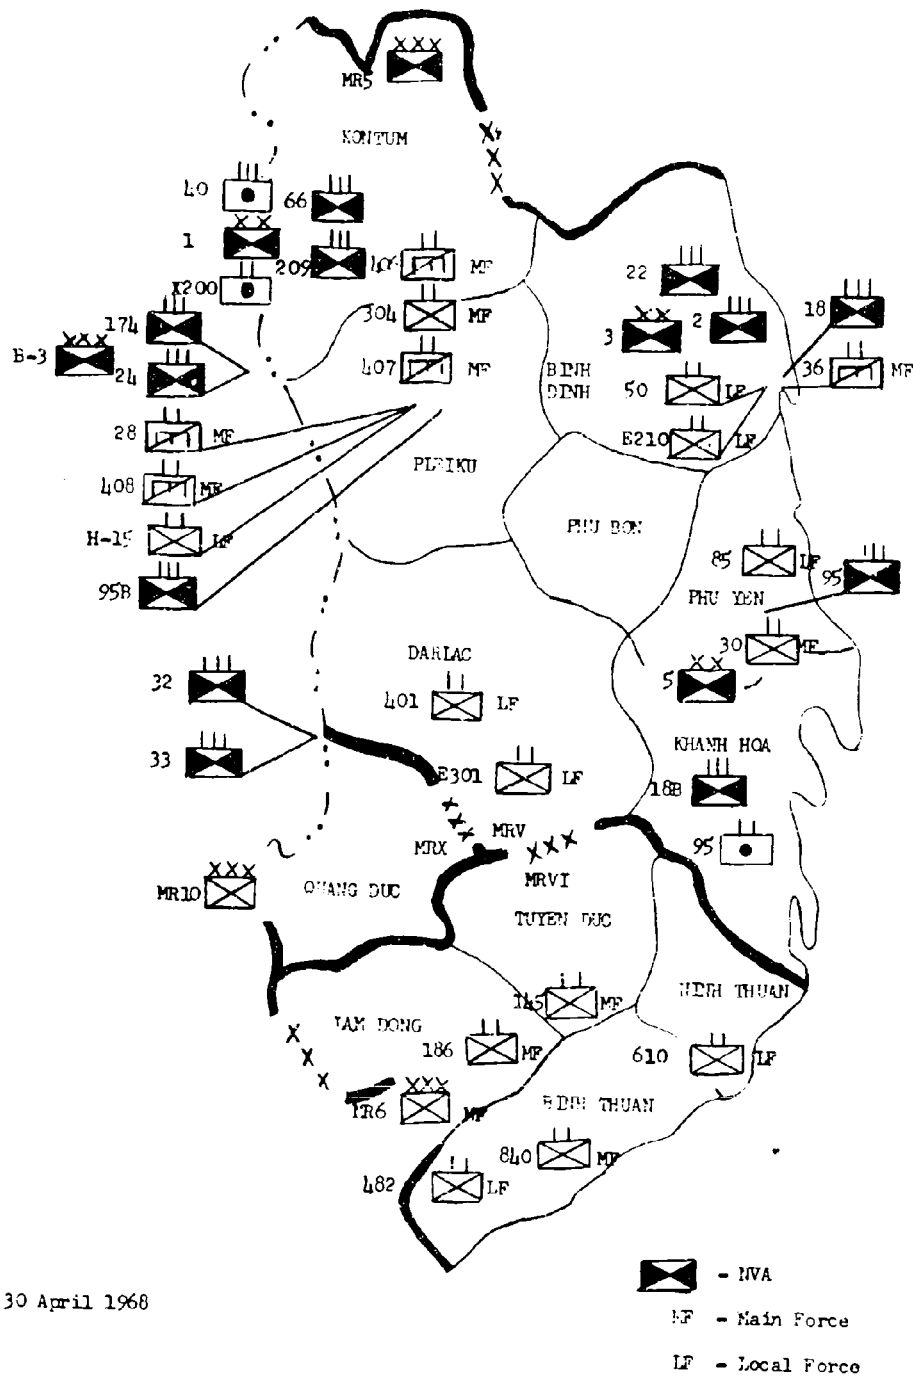 MR5
KONTUM
40
66
1
209
406 MF
X200
174
304 MF
B-3
24
407 MF
28 MF
408 MF
H-15 LF
95B
PLEIKU
22
3
2
18
BINH
DINH
50 LF
36 MF
E210 LF
PHU BON
85 LF
95
PHU YEN
30 MF
5
DARLAC
401 LF
32
33
E301 LF
KHANH HOA
18B
95
MRV
MRX
MRVI
MR10
QUANG DUC
TUYEN DUC
NINH THUAN
145 MF
LAM DONG
186 MF
610 LF
MF
BINH THUAN
840 MF
482 LF
30 April 1968
- NVA
MF - Main Force
LF - Local Force